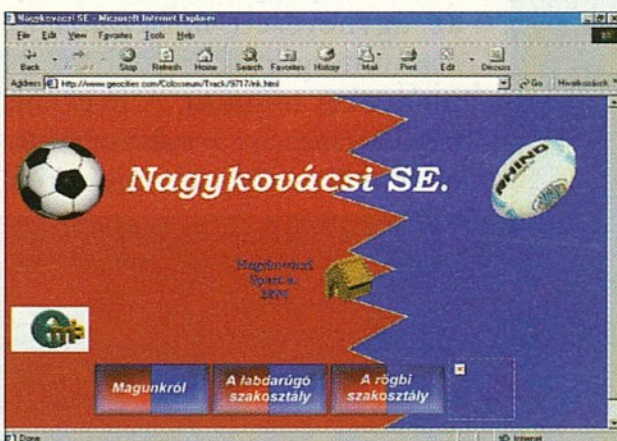 Nagykovácsi SE - Microsoft Internet Explorer
File Edit View Favorites Tools Help
Back Stop Refresh Home Search Favorites History Mail Print Edit Discuss
Address http://www.geocities.com/Colosseum/Track/9717/nk.html Go Hivatkozások
Nagykovácsi SE.
RHINO
Nagykovácsi
Sport u.
Magunkról
A labdarúgó
szakosztály
A rögbi
szakosztály
Done Internet